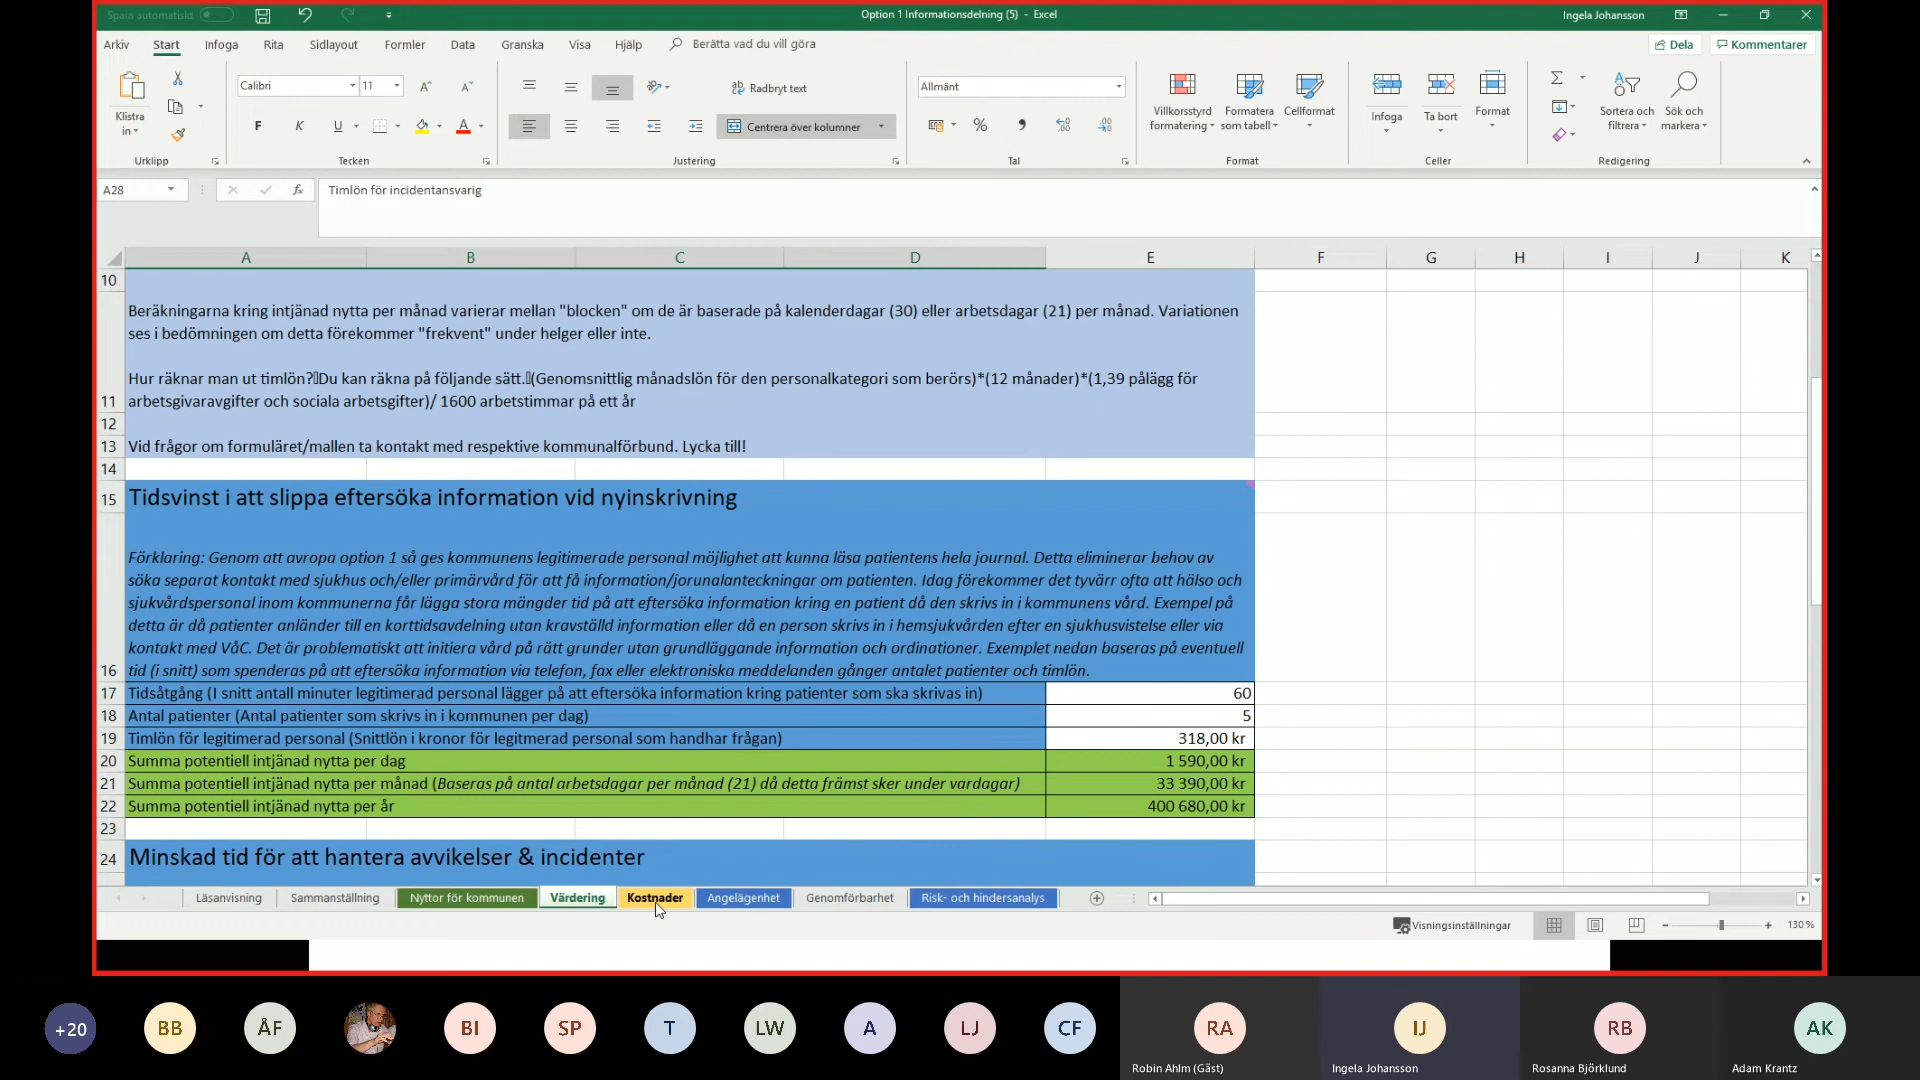 Spara automatiskt
Option 1 Informationsdelning (5) - Excel
Ingela Johansson
Arkiv Start Infoga Rita Sidlayout Formler Data Granska Visa Hjälp Berätta vad du vill göra
Dela Kommentarer
Klistra in
Urklipp
Calibri 11
F K U A
Tecken
Radbryt text
Centrera över kolumner
Justering
Allmänt
%
Tal
Villkorsstyrd formatering
Formatera som tabell
Cellformat
Format
Infoga
Ta bort
Format
Celler
Sortera och filtrera
Sök och markera
Redigering
A28
fx
Timlön för incidentansvarig
A B C D E F G H I J K
10
Beräkningarna kring intjänad nytta per månad varierar mellan "blocken" om de är baserade på kalenderdagar (30) eller arbetsdagar (21) per månad. Variationen
ses i bedömningen om detta förekommer "frekvent" under helger eller inte.
Hur räknar man ut timlön? Du kan räkna på följande sätt. (Genomsnittlig månadslön för den personalkategori som berörs)*(12 månader)*(1,39 pålägg för
11 arbetsgivaravgifter och sociala arbetsgifter)/ 1600 arbetstimmar på ett år
12
13 Vid frågor om formuläret/mallen ta kontakt med respektive kommunalförbund. Lycka till!
14
15 Tidsvinst i att slippa eftersöka information vid nyinskrivning
Förklaring: Genom att avropa option 1 så ges kommunens legitimerade personal möjlighet att kunna läsa patientens hela journal. Detta eliminerar behov av
söka separat kontakt med sjukhus och/eller primärvård för att få information/jorunalanteckningar om patienten. Idag förekommer det tyvärr ofta att hälso och
sjukvårdspersonal inom kommunerna får lägga stora mängder tid på att eftersöka information kring en patient då den skrivs in i kommunens vård. Exempel på
detta är då patienter anländer till en korttidsavdelning utan kravställd information eller då en person skrivs in i hemsjukvården efter en sjukhusvistelse eller via
kontakt med VåC. Det är problematiskt att initiera vård på rätt grunder utan grundläggande information och ordinationer. Exemplet nedan baseras på eventuell
16 tid (i snitt) som spenderas på att eftersöka information via telefon, fax eller elektroniska meddelanden gånger antalet patienter och timlön.
17 Tidsåtgång (I snitt antall minuter legitimerad personal lägger på att eftersöka information kring patienter som ska skrivas in) 60
18 Antal patienter (Antal patienter som skrivs in i kommunen per dag) 5
19 Timlön för legitimerad personal (Snittlön i kronor för legitmerad personal som handhar frågan) 318,00 kr
20 Summa potentiell intjänad nytta per dag 1 590,00 kr
21 Summa potentiell intjänad nytta per månad (Baseras på antal arbetsdagar per månad (21) då detta främst sker under vardagar) 33 390,00 kr
22 Summa potentiell intjänad nytta per år 400 680,00 kr
23
24 Minskad tid för att hantera avvikelser & incidenter
Läsanvisning Sammanställning Nyttor för kommunen Värdering Kostnader Angelägenhet Genomförbarhet Risk- och hindersanalys
Visningsinställningar 130 %
+20 BB ÅF BI SP T LW A LJ CF RA IJ RB AK
Robin Ahlm (Gäst) Ingela Johansson Rosanna Björklund Adam Krantz